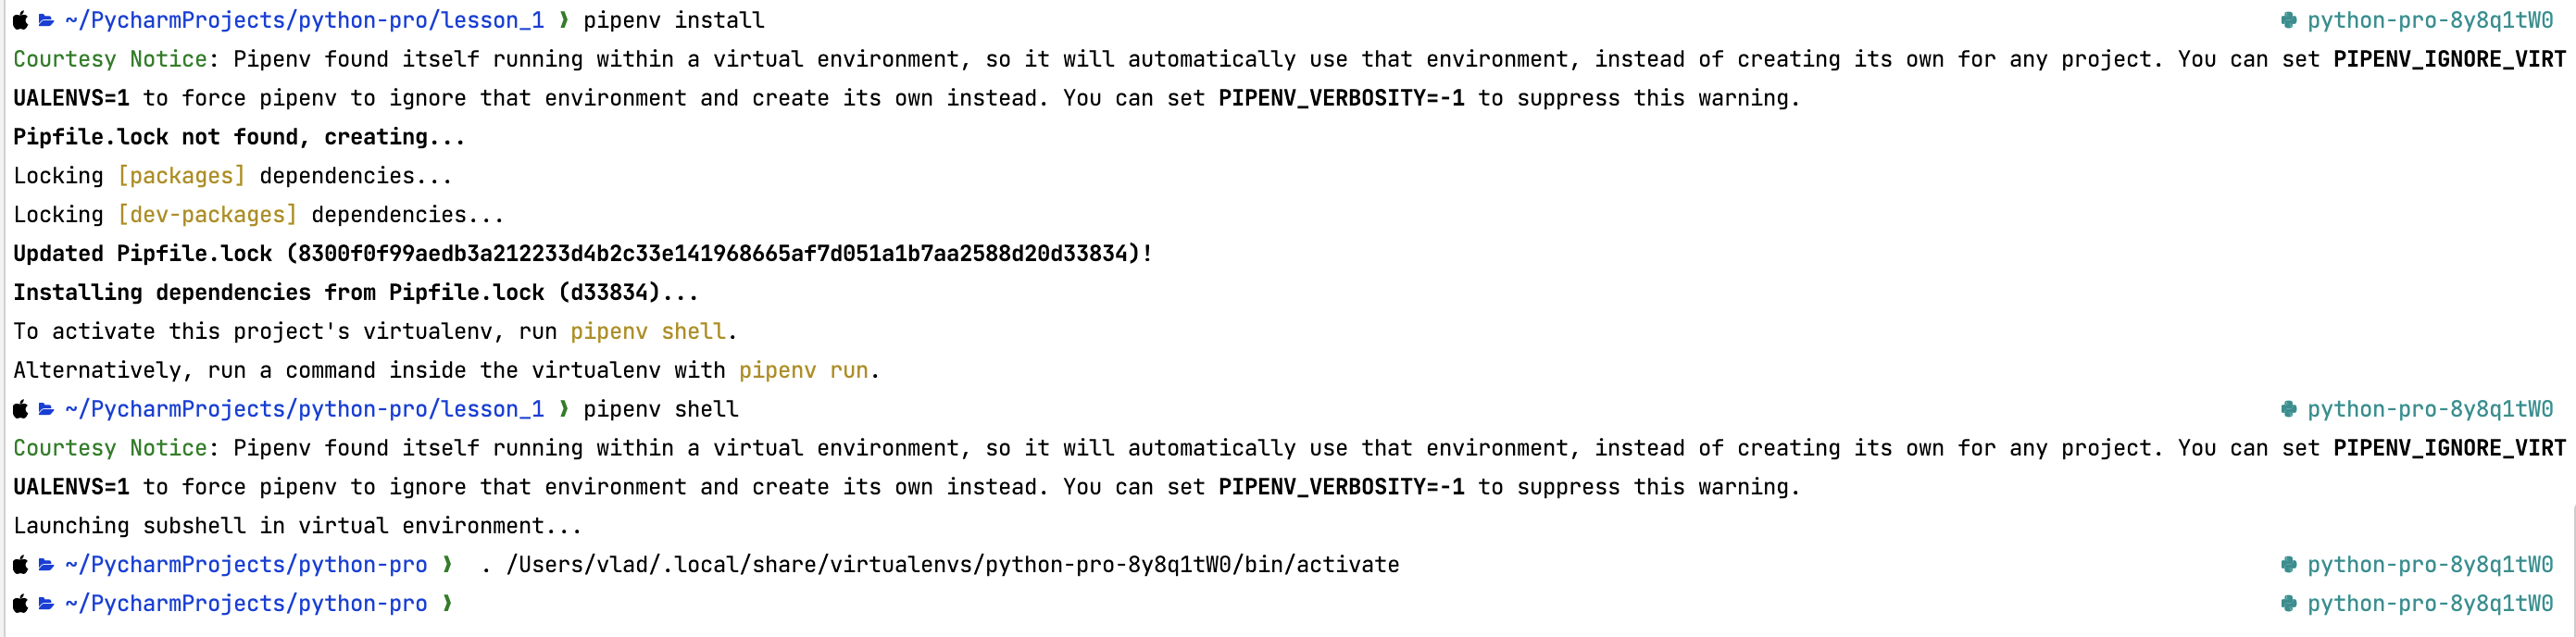 ~/PycharmProjects/python-pro/lesson_1 ❯ pipenv install python-pro-8y8q1tW0
Courtesy Notice: Pipenv found itself running within a virtual environment, so it will automatically use that environment, instead of creating its own for any project. You can set PIPENV_IGNORE_VIRT
UALENVS=1 to force pipenv to ignore that environment and create its own instead. You can set PIPENV_VERBOSITY=-1 to suppress this warning.
Pipfile.lock not found, creating...
Locking [packages] dependencies...
Locking [dev-packages] dependencies...
Updated Pipfile.lock (8300f0f99aedb3a212233d4b2c33e141968665af7d051a1b7aa2588d20d33834)!
Installing dependencies from Pipfile.lock (d33834)...
To activate this project's virtualenv, run pipenv shell.
Alternatively, run a command inside the virtualenv with pipenv run.
~/PycharmProjects/python-pro/lesson_1 ❯ pipenv shell python-pro-8y8q1tW0
Courtesy Notice: Pipenv found itself running within a virtual environment, so it will automatically use that environment, instead of creating its own for any project. You can set PIPENV_IGNORE_VIRT
UALENVS=1 to force pipenv to ignore that environment and create its own instead. You can set PIPENV_VERBOSITY=-1 to suppress this warning.
Launching subshell in virtual environment...
~/PycharmProjects/python-pro ❯ . /Users/vlad/.local/share/virtualenvs/python-pro-8y8q1tW0/bin/activate python-pro-8y8q1tW0
~/PycharmProjects/python-pro ❯ python-pro-8y8q1tW0